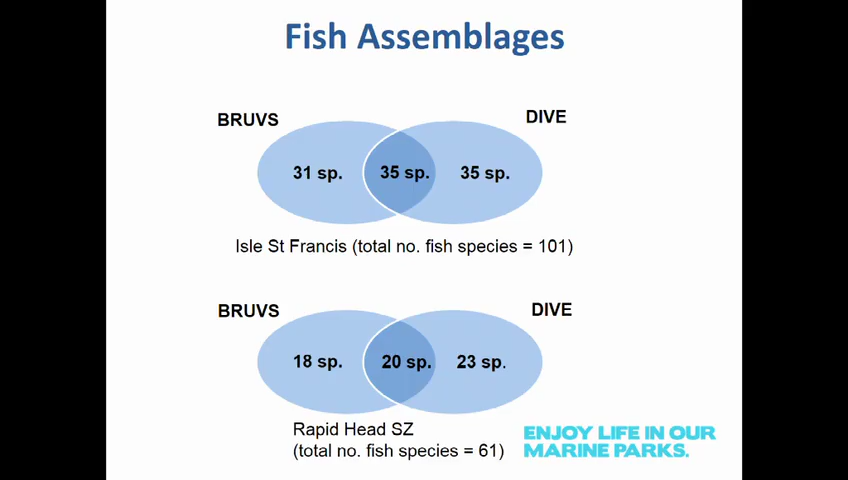 Fish Assemblages
BRUVS
DIVE
31 sp.
35 sp.
35 sp.
Isle St Francis (total no. fish species = 101)
BRUVS
DIVE
18 sp.
20 sp.
23 sp.
Rapid Head SZ
(total no. fish species = 61)
ENJOY LIFE IN OUR
MARINE PARKS.